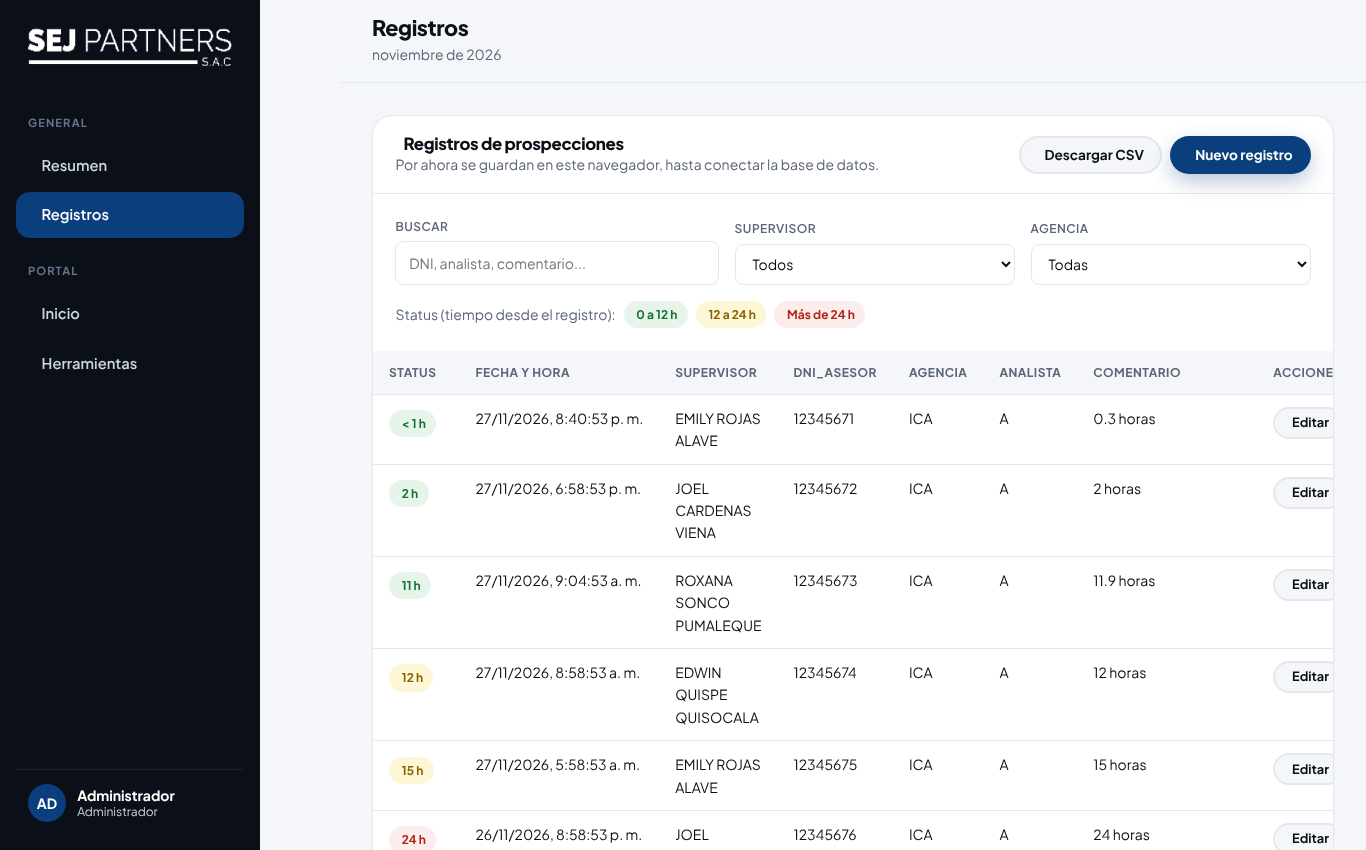 SEJ PARTNERS
S.A.C
GENERAL
Resumen
Registros
PORTAL
Inicio
Herramientas
AD
Administrador
Administrador
Registros
noviembre de 2026
Registros de prospecciones
Por ahora se guardan en este navegador, hasta conectar la base de datos.
Descargar CSV
Nuevo registro
BUSCAR
SUPERVISOR
AGENCIA
DNI, analista, comentario...
Todos
Todas
Status (tiempo desde el registro): 0 a 12 h 12 a 24 h Más de 24 h
STATUS FECHA Y HORA SUPERVISOR DNI_ASESOR AGENCIA ANALISTA COMENTARIO ACCIONE
< 1 h 27/11/2026, 8:40:53 p. m. EMILY ROJAS 12345671 ICA A 0.3 horas Editar
ALAVE
2 h 27/11/2026, 6:58:53 p. m. JOEL 12345672 ICA A 2 horas Editar
CARDENAS
VIENA
11 h 27/11/2026, 9:04:53 a. m. ROXANA 12345673 ICA A 11.9 horas Editar
SONCO
PUMALEQUE
12 h 27/11/2026, 8:58:53 a. m. EDWIN 12345674 ICA A 12 horas Editar
QUISPE
QUISOCALA
15 h 27/11/2026, 5:58:53 a. m. EMILY ROJAS 12345675 ICA A 15 horas Editar
ALAVE
24 h 26/11/2026, 8:58:53 p. m. JOEL 12345676 ICA A 24 horas Editar